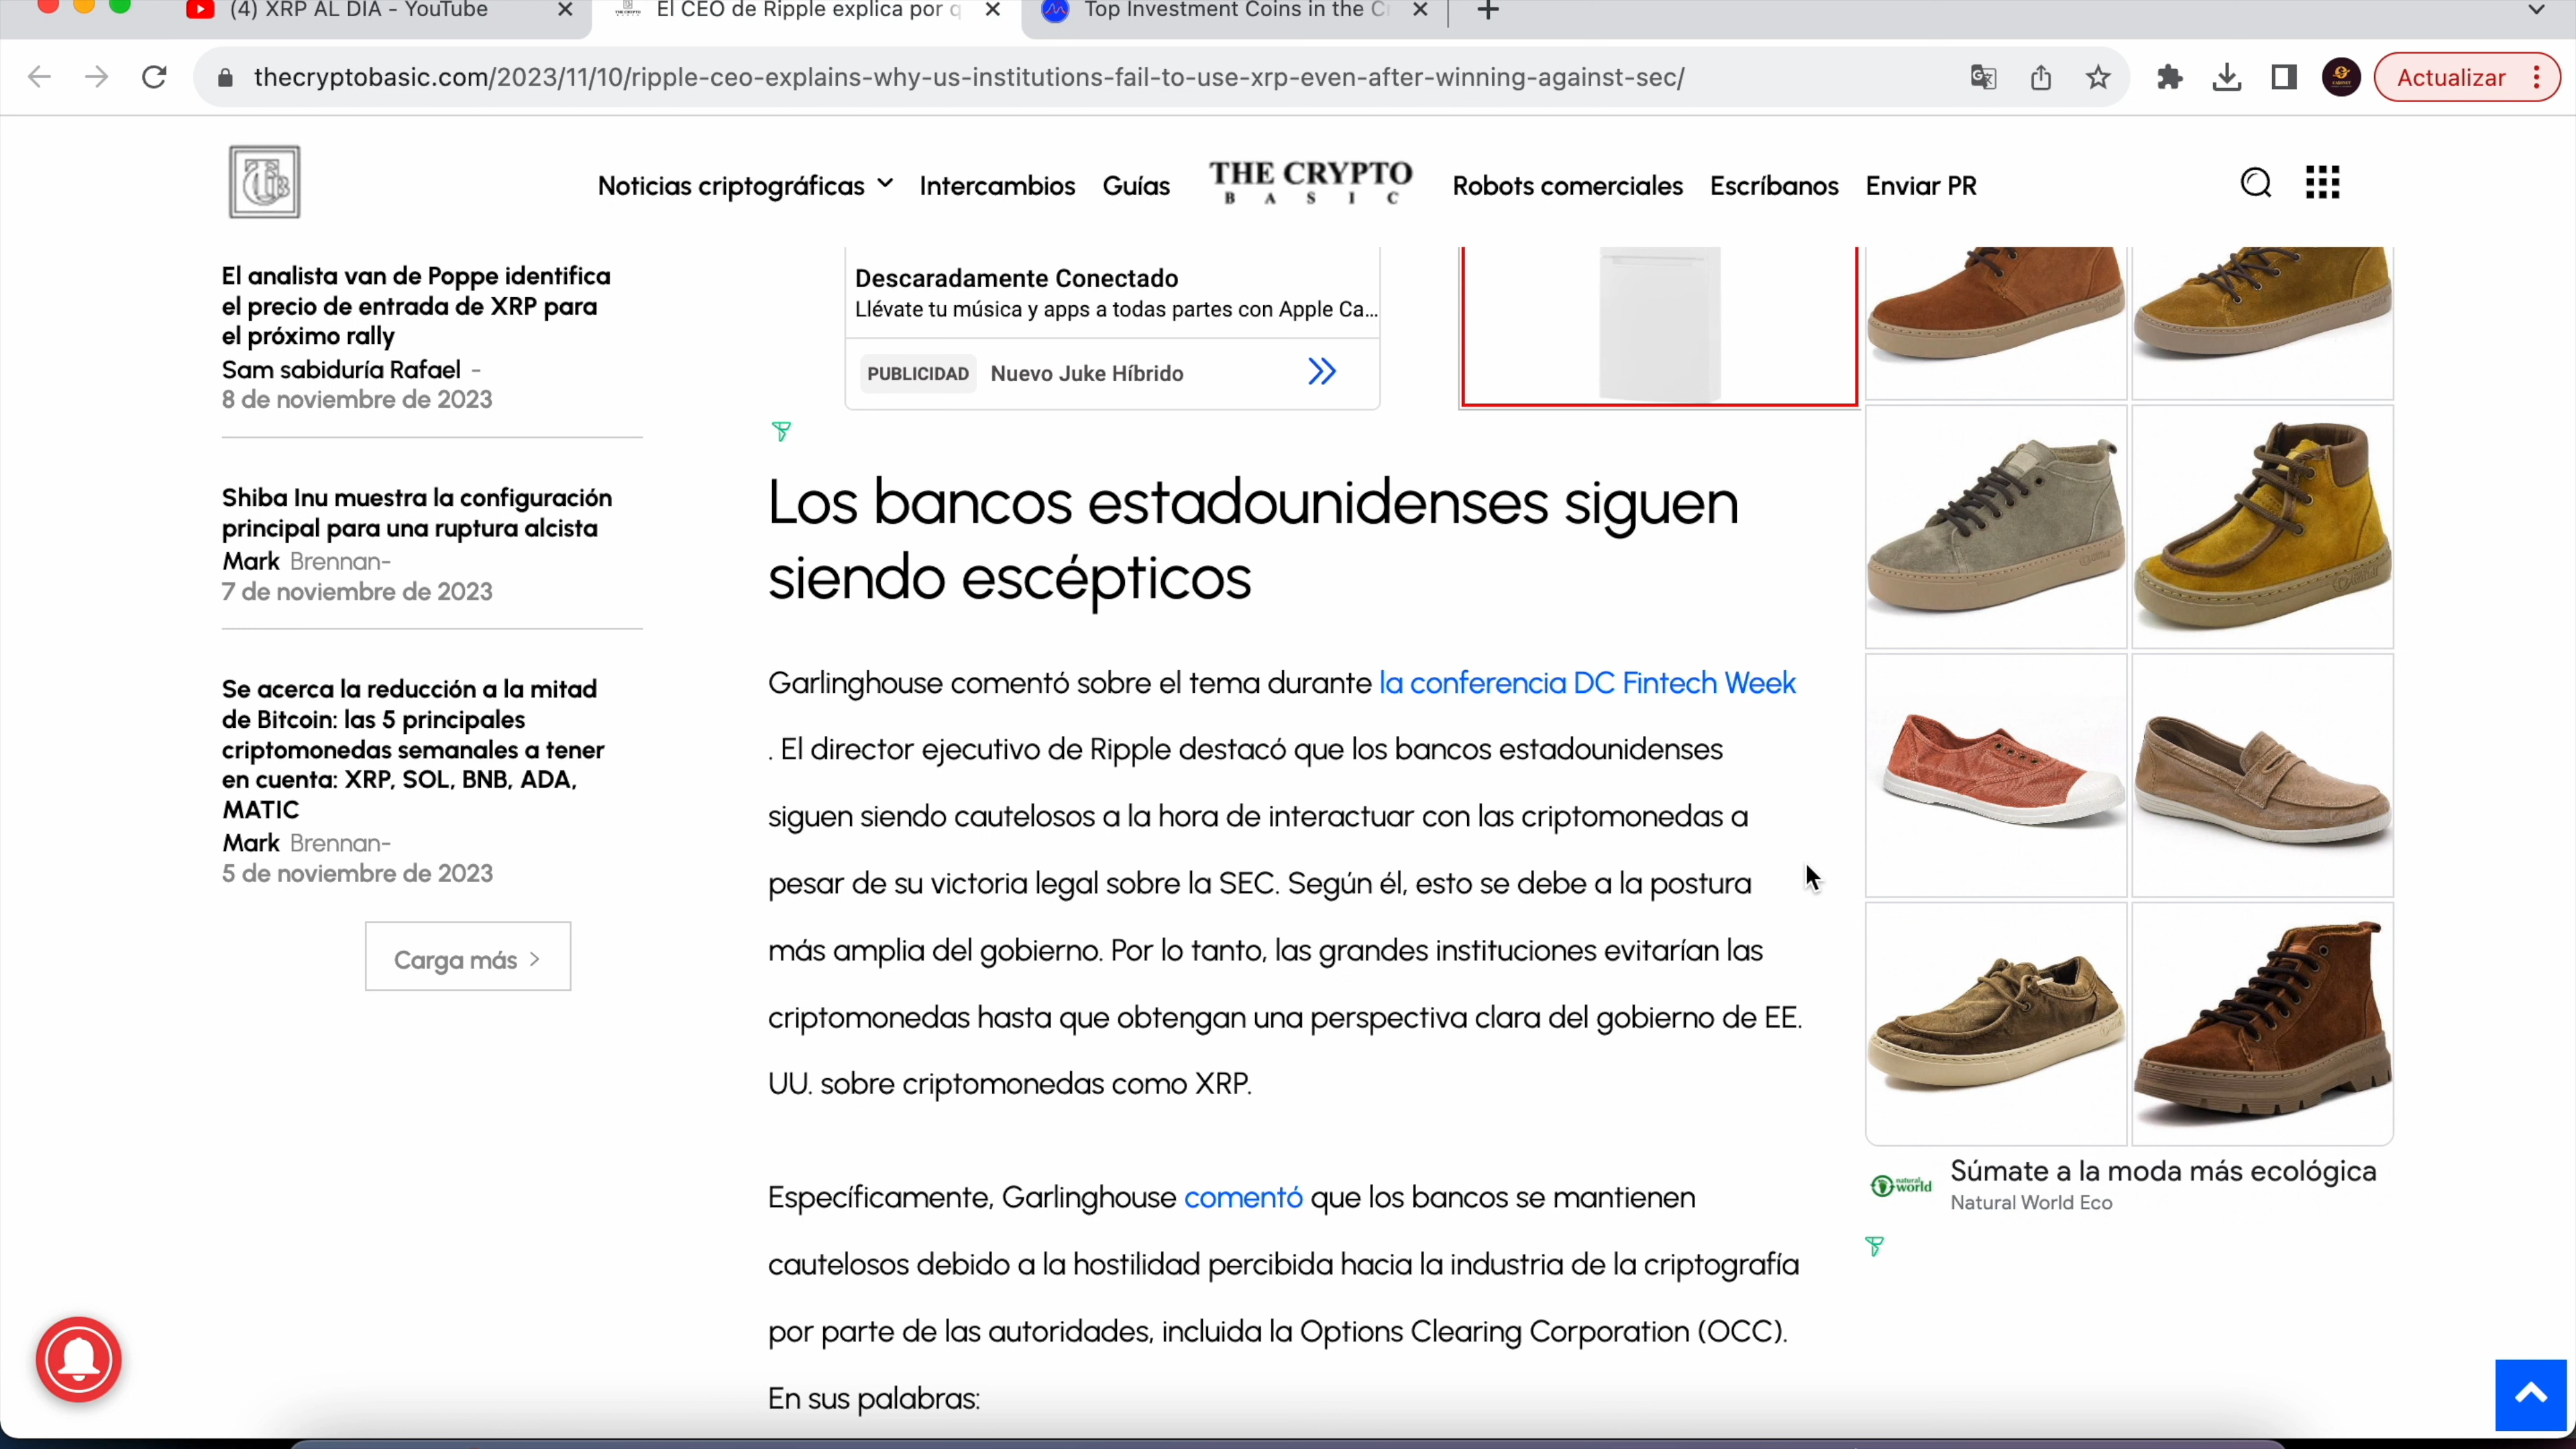 (4) XRP AL DIA - YouTube
El CEO de Ripple explica por q
Top Investment Coins in the C
thecryptobasic.com/2023/11/10/ripple-ceo-explains-why-us-institutions-fail-to-use-xrp-even-after-winning-against-sec/
Actualizar
Noticias criptográficas
Intercambios
Guías
THE CRYPTO
BASIC
Robots comerciales
Escríbanos
Enviar PR
El analista van de Poppe identifica
el precio de entrada de XRP para
el próximo rally
Sam sabiduría Rafael -
8 de noviembre de 2023
Shiba Inu muestra la configuración
principal para una ruptura alcista
Mark Brennan-
7 de noviembre de 2023
Se acerca la reducción a la mitad
de Bitcoin: las 5 principales
criptomonedas semanales a tener
en cuenta: XRP, SOL, BNB, ADA,
MATIC
Mark Brennan-
5 de noviembre de 2023
Carga más >
Descaradamente Conectado
Llévate tu música y apps a todas partes con Apple Ca...
PUBLICIDAD Nuevo Juke Híbrido
Los bancos estadounidenses siguen
siendo escépticos
Garlinghouse comentó sobre el tema durante la conferencia DC Fintech Week
. El director ejecutivo de Ripple destacó que los bancos estadounidenses
siguen siendo cautelosos a la hora de interactuar con las criptomonedas a
pesar de su victoria legal sobre la SEC. Según él, esto se debe a la postura
más amplia del gobierno. Por lo tanto, las grandes instituciones evitarían las
criptomonedas hasta que obtengan una perspectiva clara del gobierno de EE.
UU. sobre criptomonedas como XRP.
Específicamente, Garlinghouse comentó que los bancos se mantienen
cautelosos debido a la hostilidad percibida hacia la industria de la criptografía
por parte de las autoridades, incluida la Options Clearing Corporation (OCC).
En sus palabras:
natural
world
Súmate a la moda más ecológica
Natural World Eco